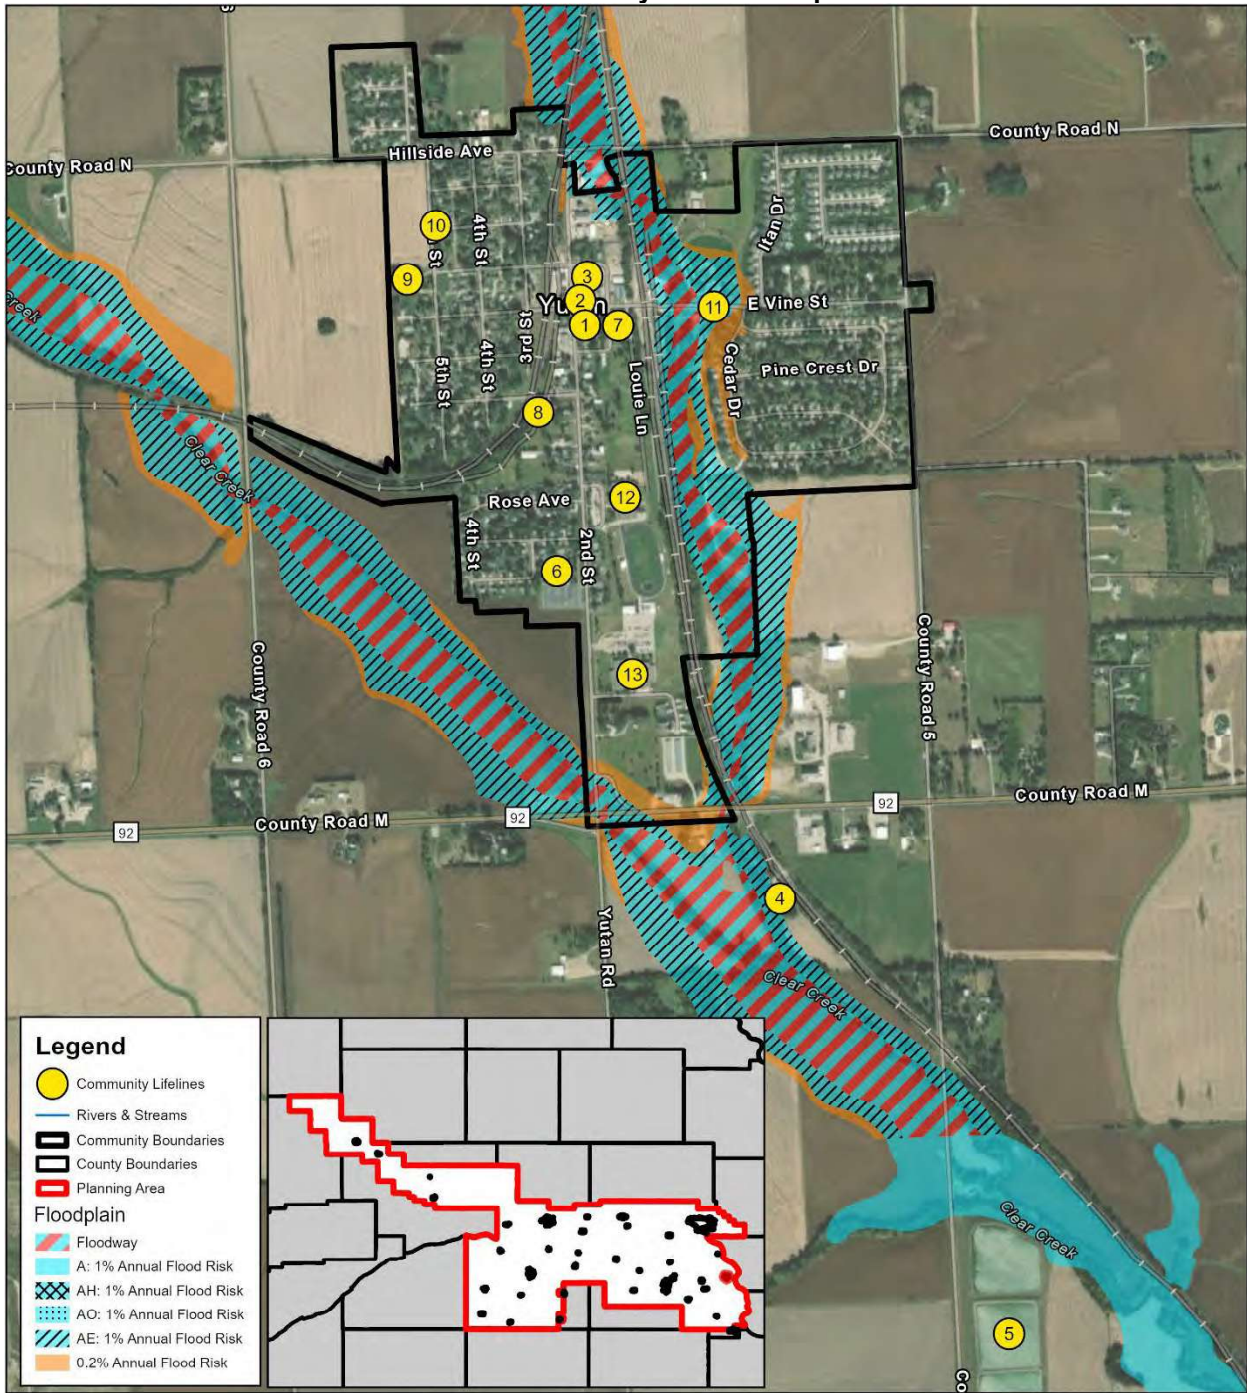 County Road N
Hillside Ave
County Road N
10
4th St
St
Itan Dr
9
3
2
Yutan
1
7
11
E Vine St
3rd St
4th St
5th St
Louie Ln
Cedar Dr
Pine Crest Dr
8
Clear Creek
Creek
Rose Ave
12
4th St
2nd St
6
13
County Road 6
County Road 5
92
County Road M
92
92
County Road M
4
Yutan Rd
Clear Creek
Clear Creek
5
Co
Legend
Community Lifelines
Rivers & Streams
Community Boundaries
County Boundaries
Planning Area
Floodplain
Floodway
A: 1% Annual Flood Risk
AH: 1% Annual Flood Risk
AO: 1% Annual Flood Risk
AE: 1% Annual Flood Risk
0.2% Annual Flood Risk